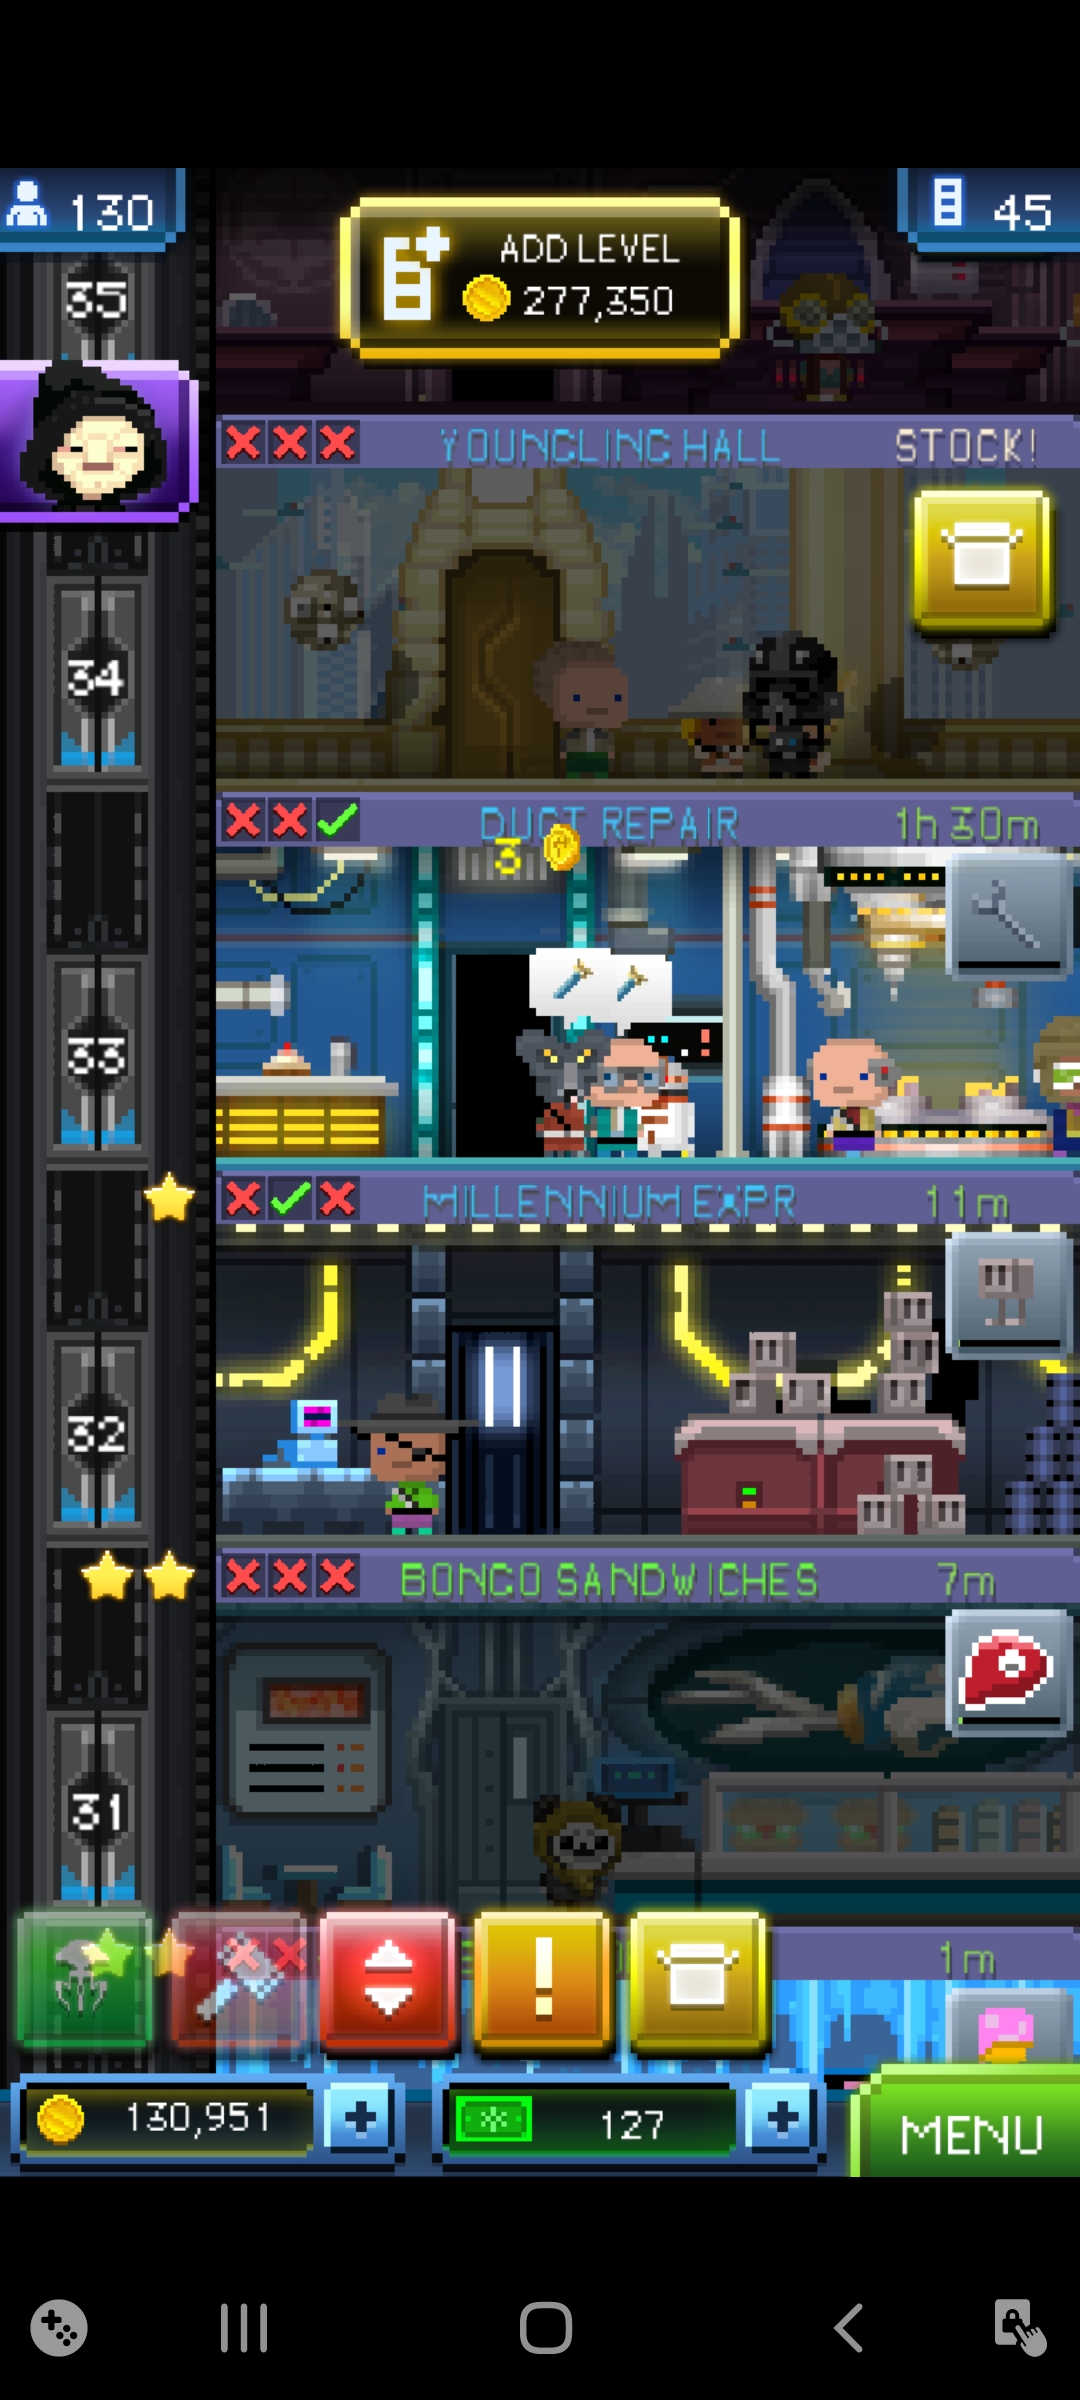 130
ADD LEVEL
277,350
45
35
YOUNGLING HALL
STOCK!
34
DUCT REPAIR
1h 30m
3
33
MILLENNIUM EXPR
11m
32
BONGO SANDWICHES
7m
31
1m
130,951
127
MENU